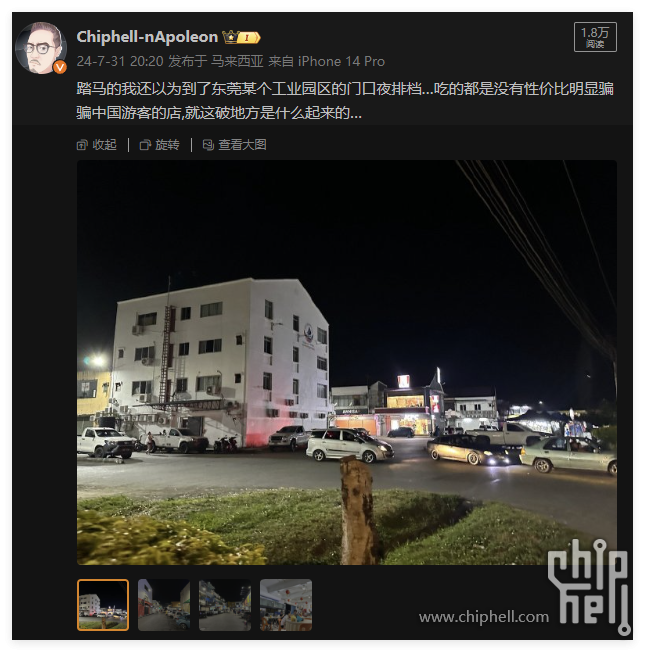 Chiphell-nApoleon I
1.8万
阅读
24-7-31 20:20 发布于 马来西亚 来自 iPhone 14 Pro
踏马的我还以为到了东莞某个工业园区的门口夜排档...吃的都是没有性价比明显骗
骗中国游客的店,就这破地方是什么起来的...
收起 旋转 查看大图
www.chiphell.com
chip
hell